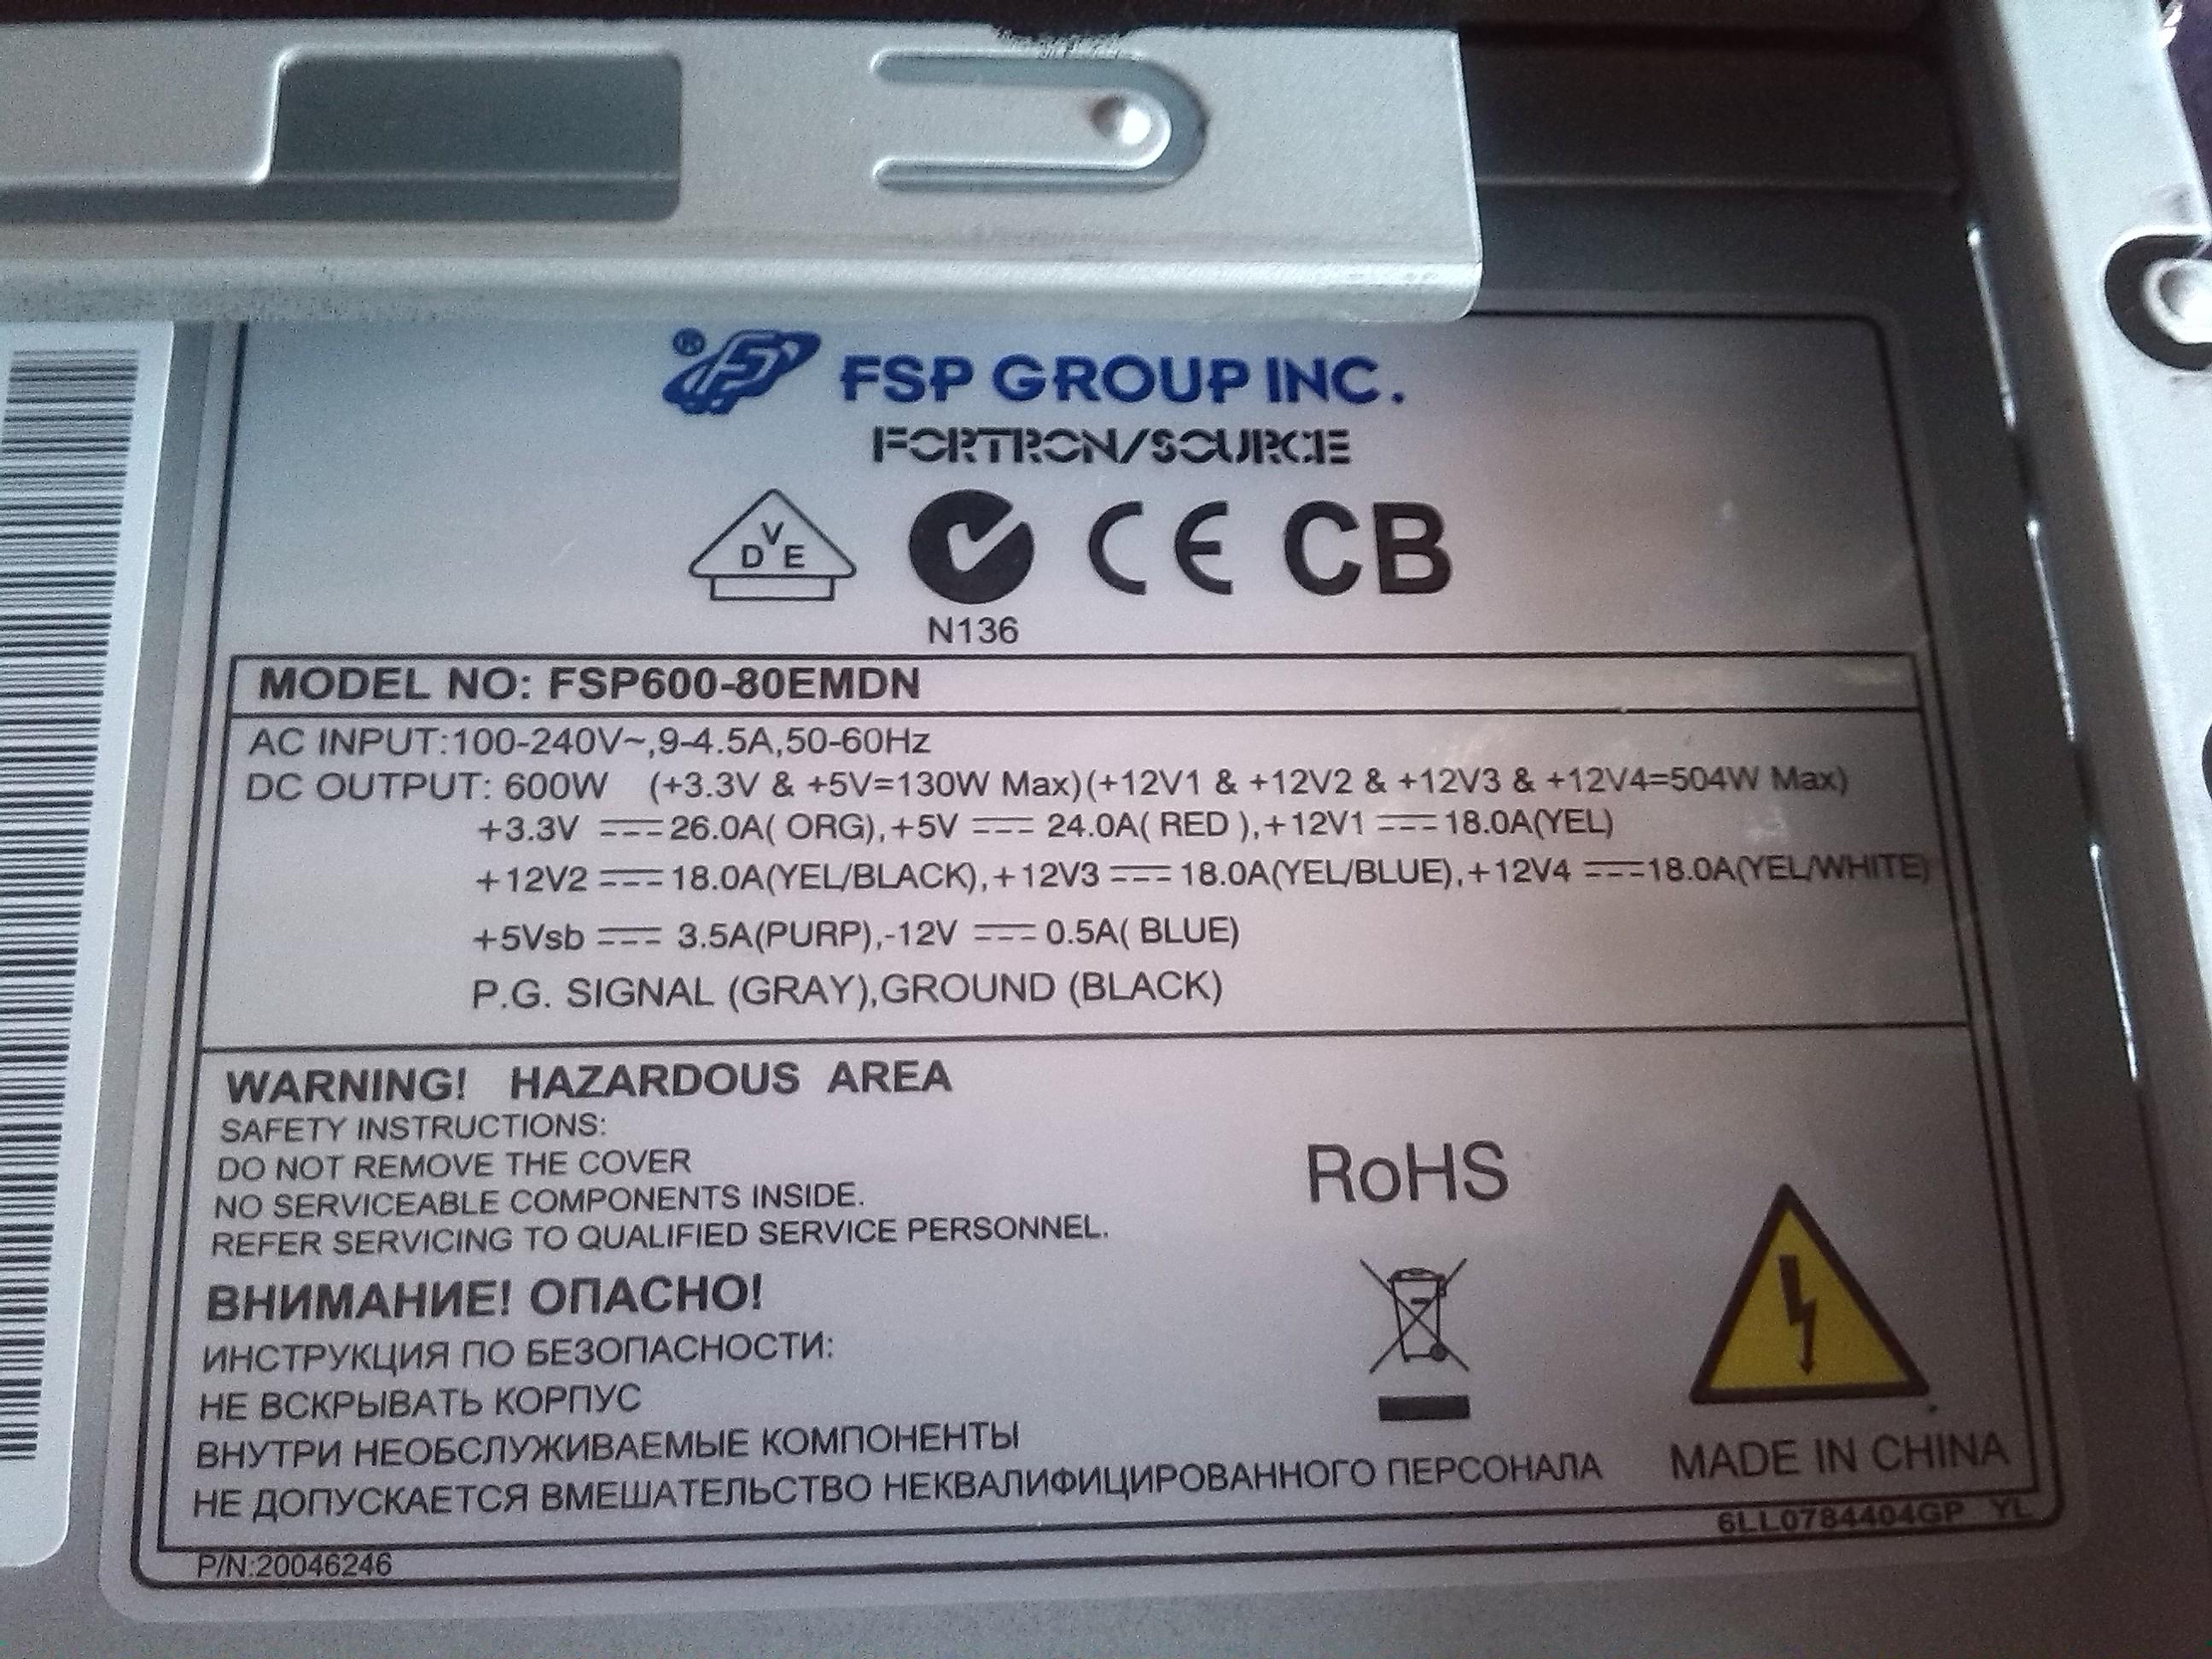 ® FSP GROUP INC.
FORTRON/SOURCE
VDE CE CB
N136
MODEL NO: FSP600-80EMDN
AC INPUT:100-240V~,9-4.5A,50-60Hz
DC OUTPUT: 600W (+3.3V & +5V=130W Max)(+12V1 & +12V2 & +12V3 & +12V4=504W Max)
+3.3V ⎓ 26.0A( ORG),+5V ⎓ 24.0A( RED ),+12V1 ⎓ 18.0A(YEL)
+12V2 ⎓ 18.0A(YEL/BLACK),+12V3 ⎓ 18.0A(YEL/BLUE),+12V4 ⎓ 18.0A(YEL/WHITE)
+5Vsb ⎓ 3.5A(PURP),-12V ⎓ 0.5A( BLUE)
P.G. SIGNAL (GRAY),GROUND (BLACK)
WARNING! HAZARDOUS AREA
SAFETY INSTRUCTIONS:
DO NOT REMOVE THE COVER
NO SERVICEABLE COMPONENTS INSIDE.
REFER SERVICING TO QUALIFIED SERVICE PERSONNEL.
RoHS
ВНИМАНИЕ! ОПАСНО!
ИНСТРУКЦИЯ ПО БЕЗОПАСНОСТИ:
НЕ ВСКРЫВАТЬ КОРПУС
ВНУТРИ НЕОБСЛУЖИВАЕМЫЕ КОМПОНЕНТЫ
НЕ ДОПУСКАЕТСЯ ВМЕШАТЕЛЬСТВО НЕКВАЛИФИЦИРОВАННОГО ПЕРСОНАЛА
MADE IN CHINA
6LL0784404GP YL
P/N:20046246